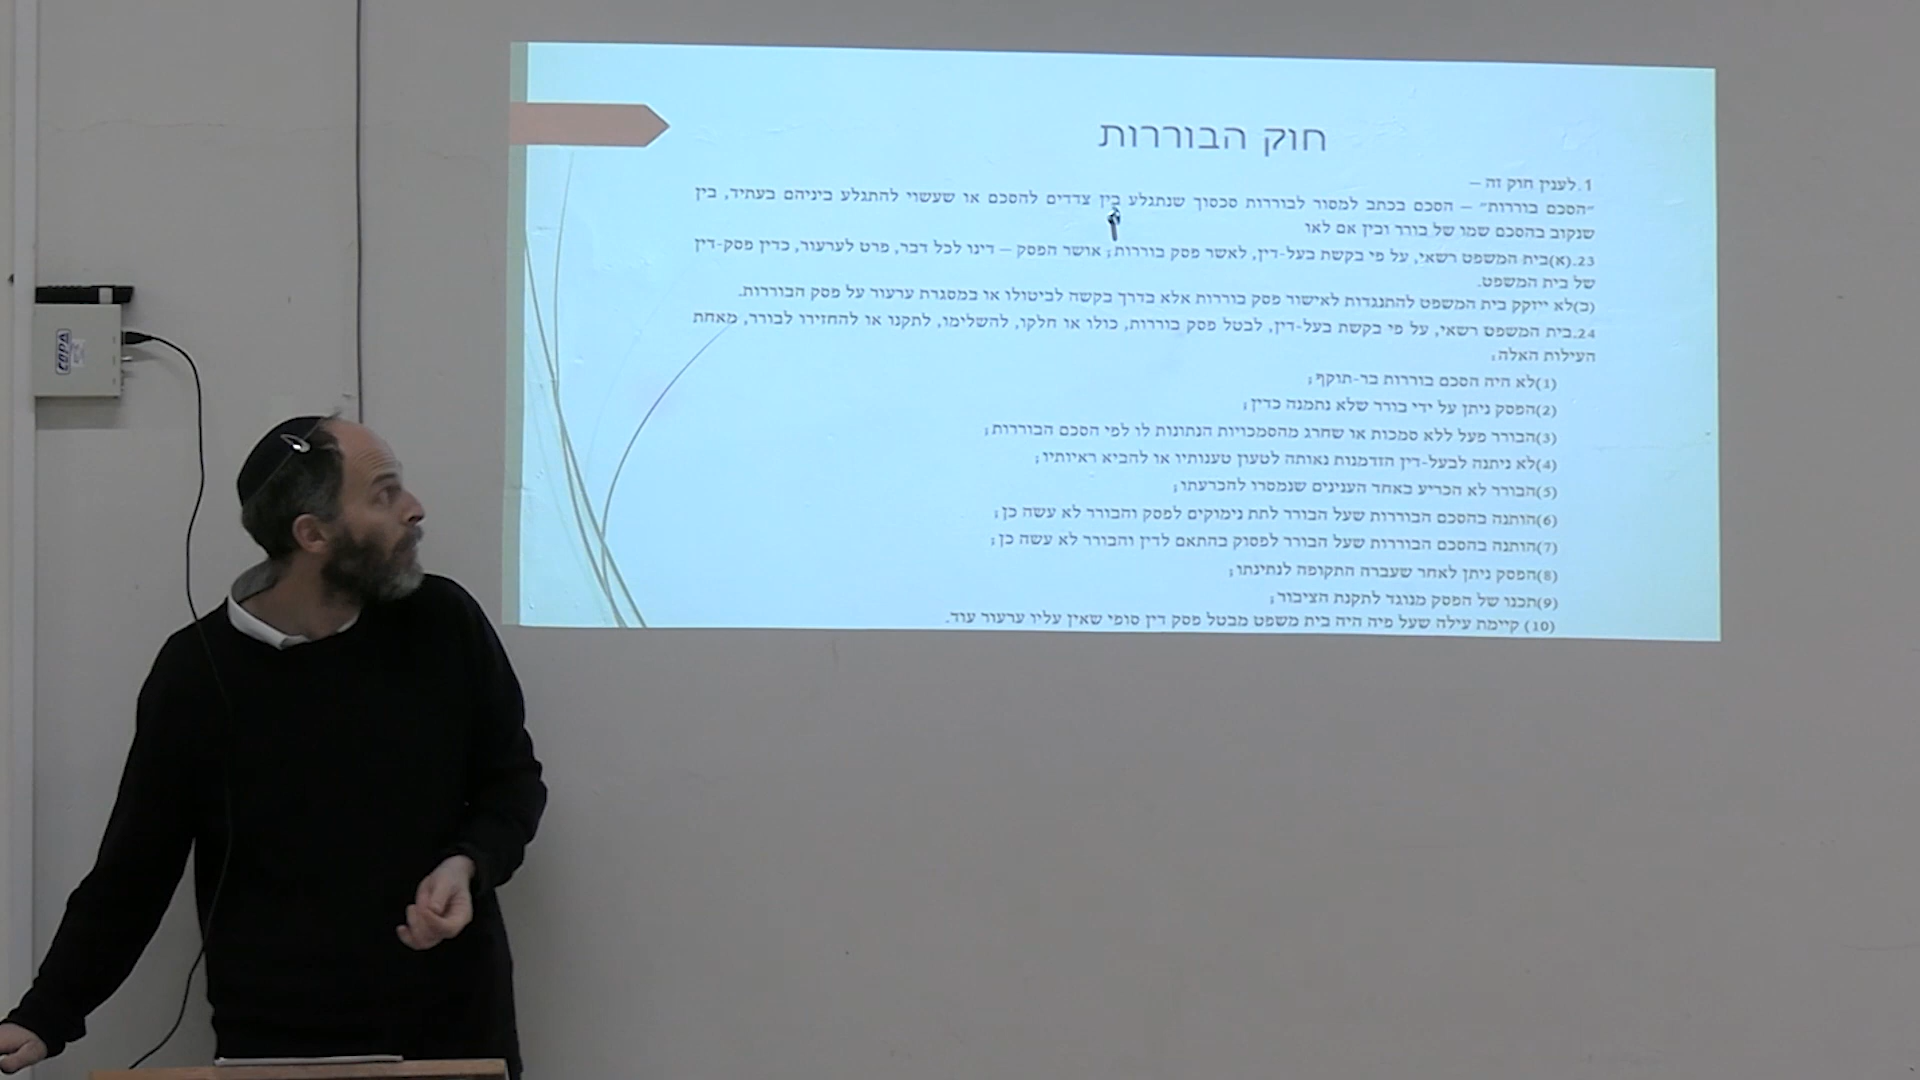 חוק הבוררות
1.לענין חוק זה –
"הסכם בוררות" – הסכם בכתב למסור לבוררות סכסוך שנתגלע בין צדדים להסכם או שעשוי להתגלע ביניהם בעתיד, בין
שנקוב בהסכם שמו של בורר ובין אם לאו
23.(א)בית המשפט רשאי, על פי בקשת בעל-דין, לאשר פסק בוררות; אושר הפסק – דינו לכל דבר, פרט לערעור, כדין פסק-דין
של בית המשפט.
(ב)לא ייזקק בית המשפט להתנגדות לאישור פסק בוררות אלא בדרך בקשה לביטולו או במסגרת ערעור על פסק הבוררות.
24.בית המשפט רשאי, על פי בקשת בעל-דין, לבטל פסק בוררות, כולו או חלקו, להשלימו, לתקנו או להחזירו לבורר, מאחת
העילות האלה:
(1)לא היה הסכם בוררות בר-תוקף;
(2)הפסק ניתן על ידי בורר שלא נתמנה כדין;
(3)הבורר פעל ללא סמכות או שחרג מהסמכויות הנתונות לו לפי הסכם הבוררות;
(4)לא ניתנה לבעל-דין הזדמנות נאותה לטעון טענותיו או להביא ראיותיו;
(5)הבורר לא הכריע באחד הענינים שנמסרו להכרעתו;
(6)הותנה בהסכם הבוררות שעל הבורר לתת נימוקים לפסק והבורר לא עשה כן;
(7)הותנה בהסכם הבוררות שעל הבורר לפסוק בהתאם לדין והבורר לא עשה כן;
(8)הפסק ניתן לאחר שעברה התקופה לנתינתו;
(9)תכנו של הפסק מנוגד לתקנת הציבור;
(10) קיימת עילה שעל פיה היה בית משפט מבטל פסק דין סופי שאין עליו ערעור עוד.
COPA